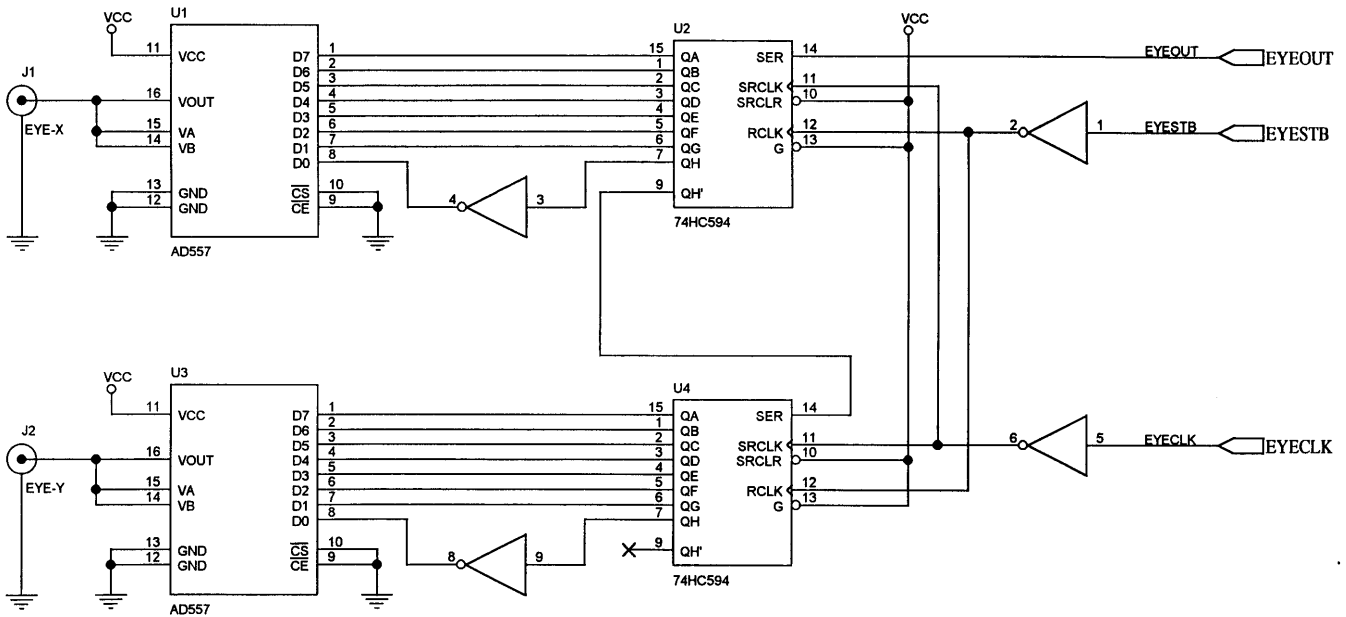 VCC
U1
11
VCC
D7
1
D6
2
D5
3
16
VOUT
D4
4
D3
5
15
VA
D2
6
14
VB
D1
7
D0
8
13
GND
CS
10
12
GND
CE
9
AD557
J1
EYE-X
4
3
U2
15
QA
SER
14
1
QB
2
QC
SRCLK
11
3
QD
SRCLR
10
4
QE
5
QF
RCLK
12
6
QG
G
13
7
QH
9
QH'
74HC594
VCC
EYEOUT
EYEOUT
2
1
EYESTB
EYESTB
VCC
U3
11
VCC
D7
1
D6
2
D5
3
16
VOUT
D4
4
D3
5
15
VA
D2
6
14
VB
D1
7
D0
8
13
GND
CS
10
12
GND
CE
9
AD557
J2
EYE-Y
8
9
U4
15
QA
SER
14
1
QB
2
QC
SRCLK
11
3
QD
SRCLR
10
4
QE
5
QF
RCLK
12
6
QG
G
13
7
QH
9
QH'
74HC594
6
5
EYECLK
EYECLK